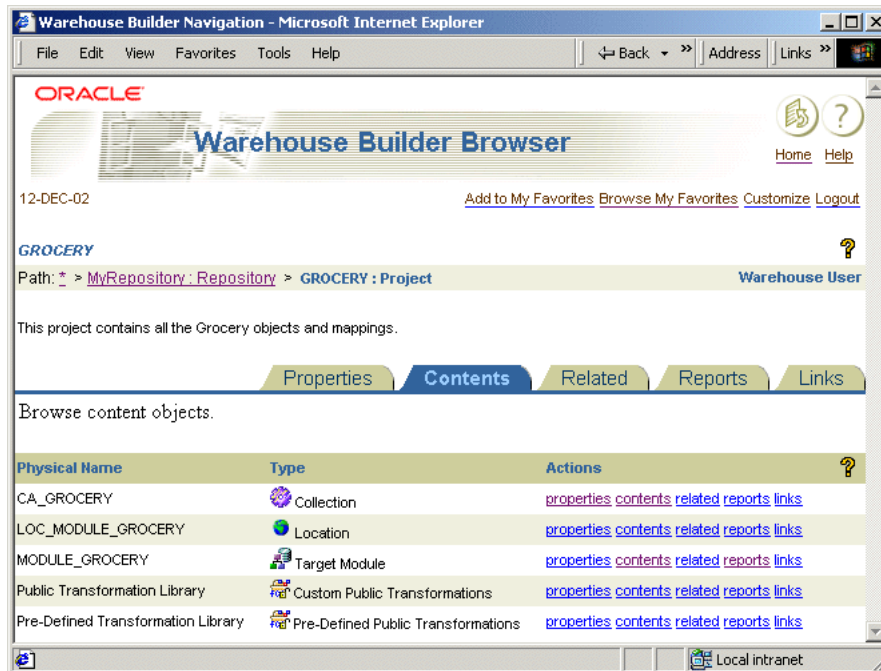 Warehouse Builder Navigation - Microsoft Internet Explorer
File Edit View Favorites Tools Help Back » Address Links »
ORACLE
Warehouse Builder Browser
Home Help
12-DEC-02 Add to My Favorites Browse My Favorites Customize Logout
GROCERY ?
Path: * > MyRepository : Repository > GROCERY : Project Warehouse User
This project contains all the Grocery objects and mappings.
Properties Contents Related Reports Links
Browse content objects.
Physical Name Type Actions ?
CA_GROCERY Collection properties contents related reports links
LOC_MODULE_GROCERY Location properties contents related reports links
MODULE_GROCERY Target Module properties contents related reports links
Public Transformation Library Custom Public Transformations properties contents related reports links
Pre-Defined Transformation Library Pre-Defined Public Transformations properties contents related reports links
Local intranet